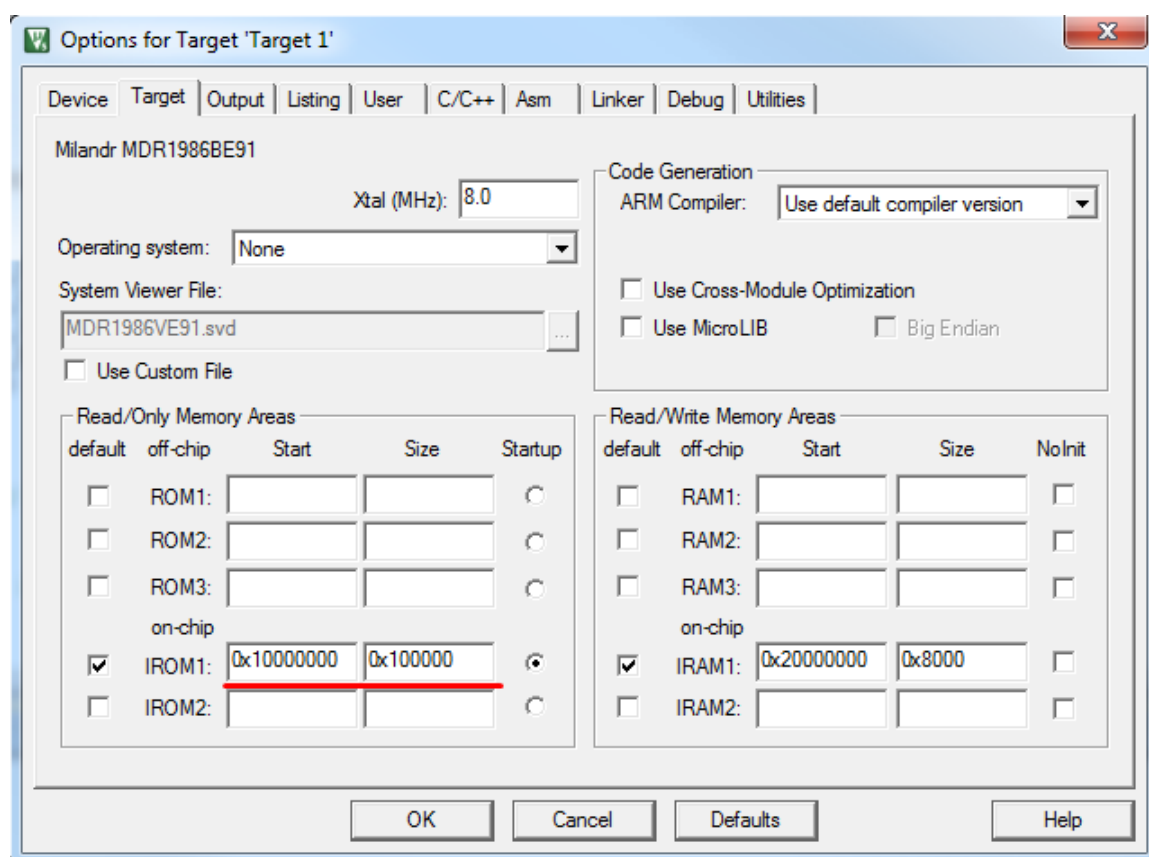 Options for Target 'Target 1'
Device Target Output Listing User C/C++ Asm Linker Debug Utilities
Milandr MDR1986BE91
Xtal (MHz): 8.0
Operating system: None
System Viewer File:
MDR1986VE91.svd ...
Use Custom File
Code Generation
ARM Compiler: Use default compiler version
Use Cross-Module Optimization
Use MicroLIB Big Endian
Read/Only Memory Areas
default off-chip Start Size Startup
ROM1:
ROM2:
ROM3:
on-chip
IROM1: 0x10000000 0x100000
IROM2:
Read/Write Memory Areas
default off-chip Start Size NoInit
RAM1:
RAM2:
RAM3:
on-chip
IRAM1: 0x20000000 0x8000
IRAM2:
OK Cancel Defaults Help